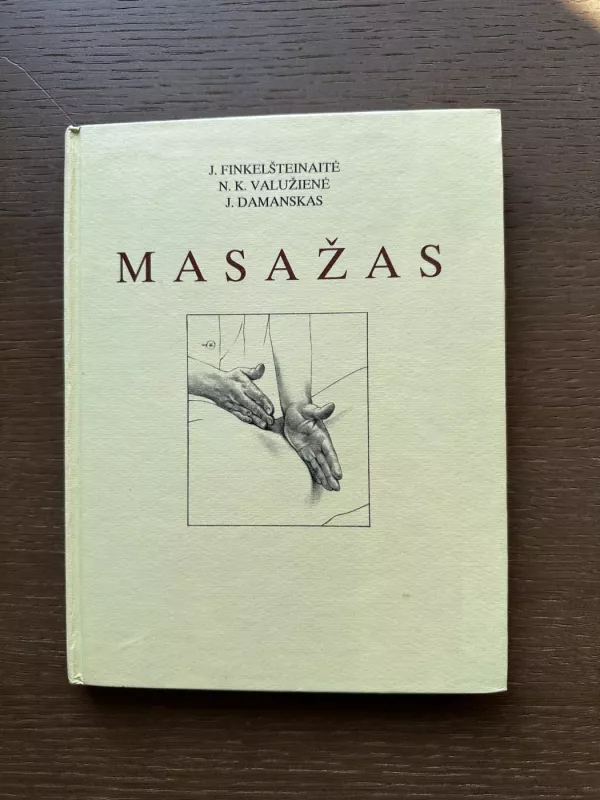 J. FINKELŠTEINAITĖ
N. K. VALUŽIENĖ
J. DAMANSKAS
MASAŽAS